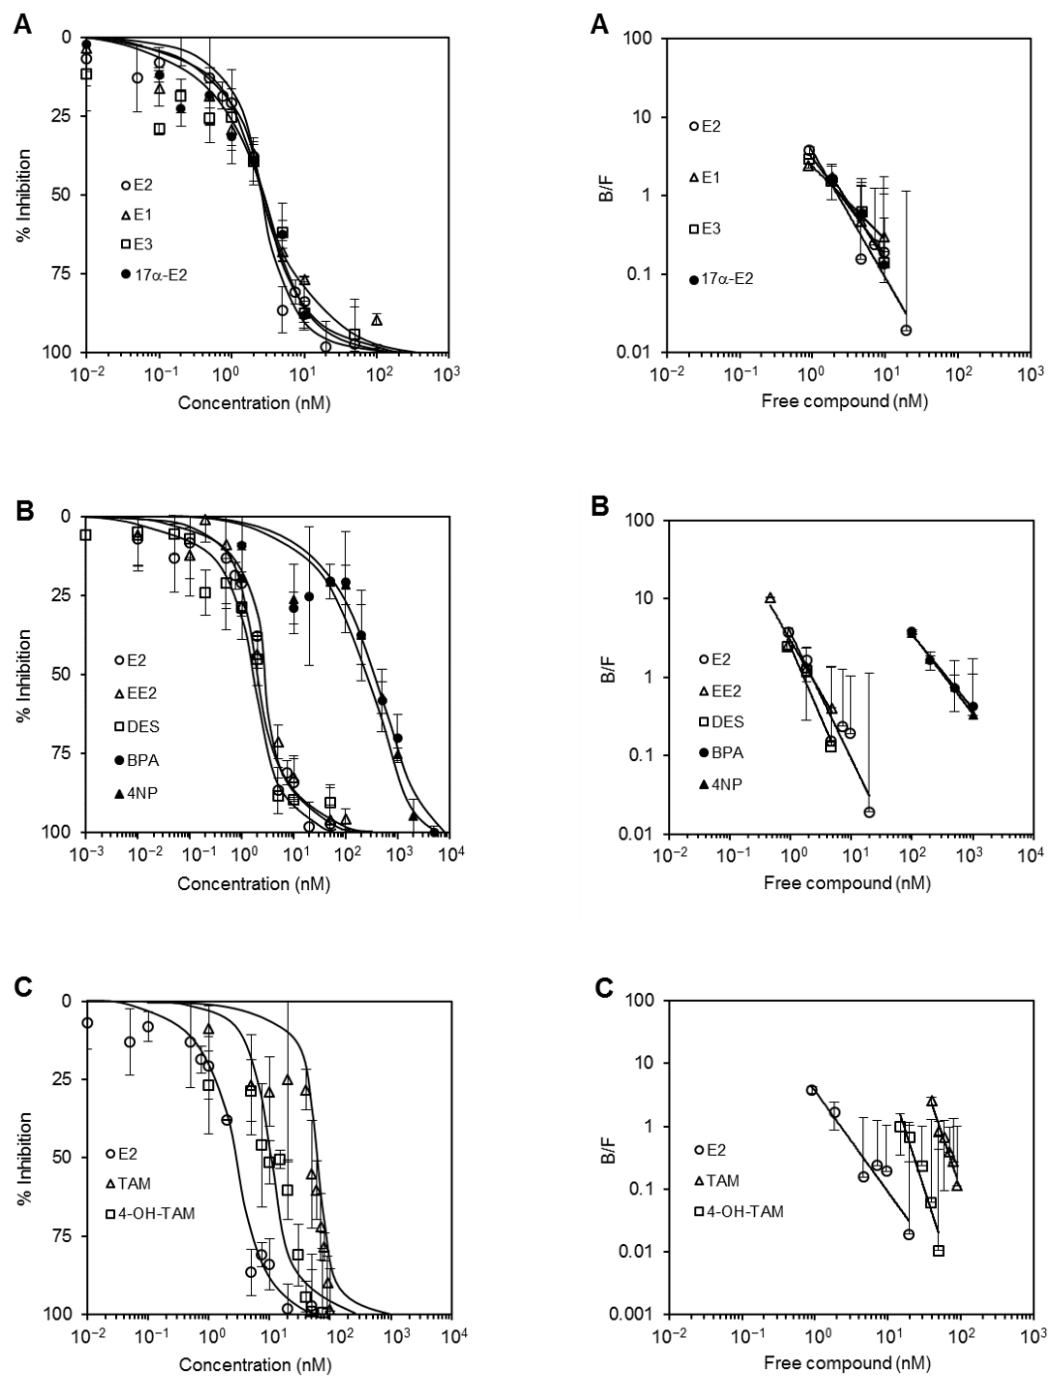 A
0
25
50
75
100
% Inhibition
E2
E1
E3
17α-E2
10⁻² 10⁻¹ 10⁰ 10¹ 10² 10³
Concentration (nM)
A
100
10
1
0.1
0.01
B/F
E2
E1
E3
17α-E2
10⁻² 10⁻¹ 10⁰ 10¹ 10² 10³
Free compound (nM)
B
0
25
50
75
100
% Inhibition
E2
EE2
DES
BPA
4NP
10⁻³ 10⁻² 10⁻¹ 10⁰ 10¹ 10² 10³ 10⁴
Concentration (nM)
B
100
10
1
0.1
0.01
B/F
E2
EE2
DES
BPA
4NP
10⁻² 10⁻¹ 10⁰ 10¹ 10² 10³ 10⁴
Free compound (nM)
C
0
25
50
75
100
% Inhibition
E2
TAM
4-OH-TAM
10⁻² 10⁻¹ 10⁰ 10¹ 10² 10³ 10⁴
Concentration (nM)
C
100
10
1
0.1
0.01
0.001
B/F
E2
TAM
4-OH-TAM
10⁻² 10⁻¹ 10⁰ 10¹ 10² 10³
Free compound (nM)